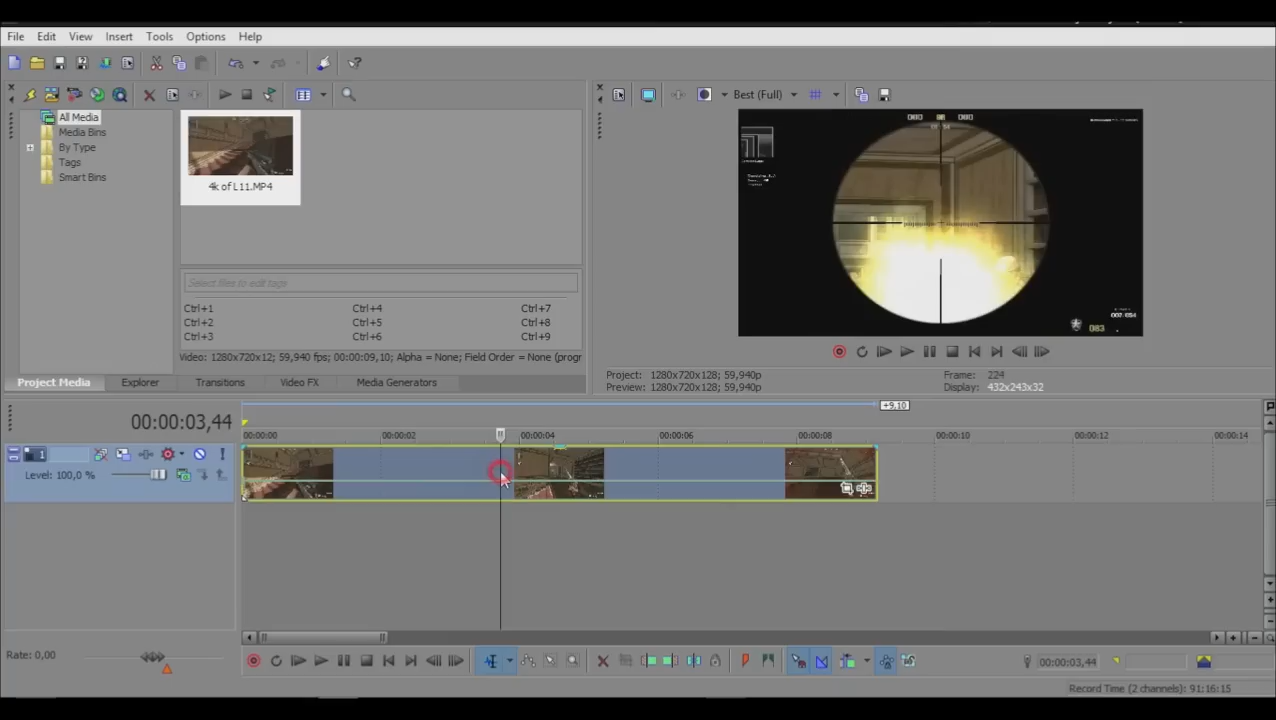 File Edit View Insert Tools Options Help
Best (Full)
All Media
Media Bins
By Type
Tags
Smart Bins
4k of L11.MP4
Select files to edit tags
Ctrl+1 Ctrl+4 Ctrl+7
Ctrl+2 Ctrl+5 Ctrl+8
Ctrl+3 Ctrl+6 Ctrl+9
Video: 1280x720x12; 59,940 fps; 00:00:09,10; Alpha = None; Field Order = None (progr
Project Media Explorer Transitions Video FX Media Generators
083
Project: 1280x720x128; 59,940p Frame: 224
Preview: 1280x720x128; 59,940p Display: 432x243x32
+9,10
00:00:03,44
00:00:00 00:00:02 00:00:04 00:00:06 00:00:08 00:00:10 00:00:12 00:00:14
1
Level: 100,0 %
Rate: 0,00
00:00:03,44
Record Time (2 channels): 91:16:15